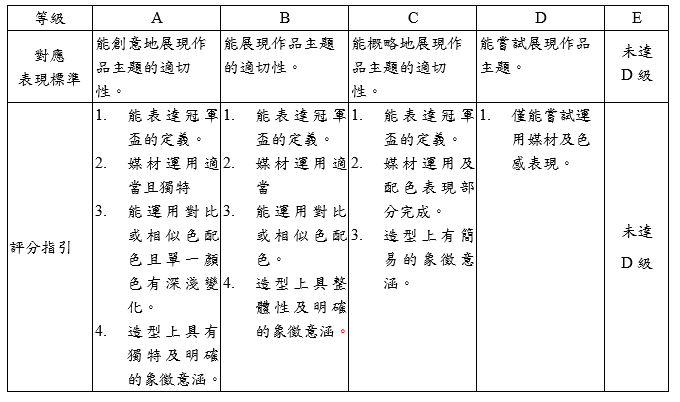 等級 A B C D E
對應
表現標準
能創意地展現作
品主題的適切
性。
能展現作品主題
的適切性。
能概略地展現作
品主題的適切
性。
能嘗試展現作品
主題。
未達
D 級
評分指引
1. 能表達冠軍
盃的定義。
2. 媒材運用適
當且獨特
3. 能運用對比
或相似色配
色且單一顏
色有深淺變
化。
4. 造型上具有
獨特及明確
的象徵意涵。
1. 能表達冠軍
盃的定義。
2. 媒材運用適
當
3. 能運用對比
或相似色配
色。
4. 造型上具整
體性及明確
的象徵意涵。
1. 能表達冠軍
盃的定義。
2. 媒材運用及
配色表現部
分完成。
3. 造型上有簡
易的象徵意
涵。
1. 僅能嘗試運
用媒材及色
感表現。
未達
D 級